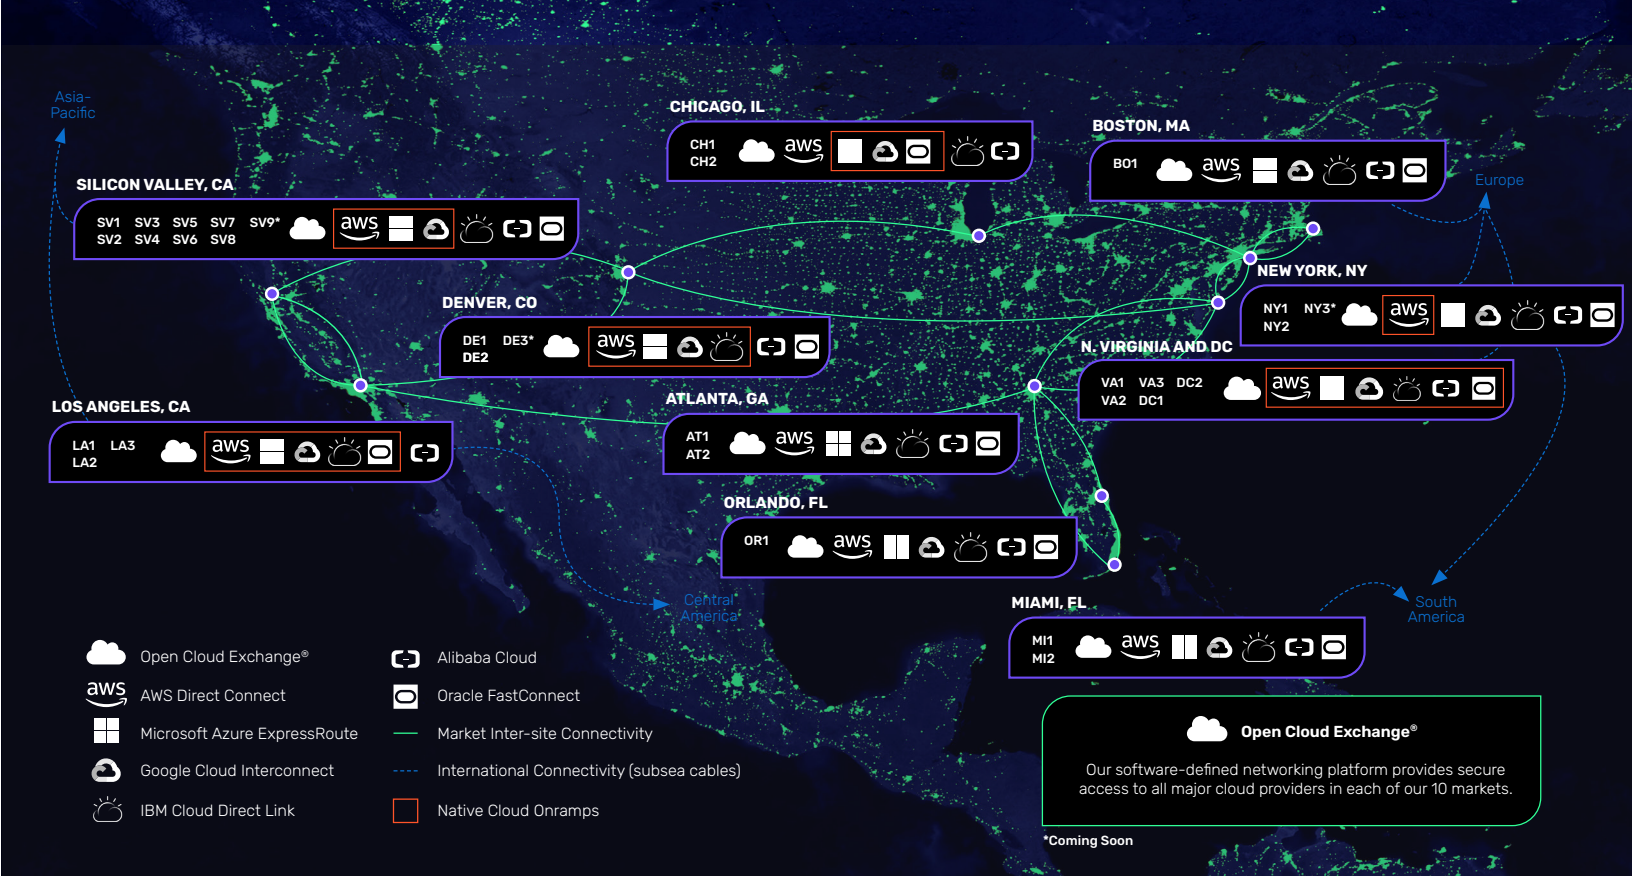 Asia-
Pacific
CHICAGO, IL
CH1
CH2
aws
BOSTON, MA
BO1
aws
Europe
SILICON VALLEY, CA
SV1 SV3 SV5 SV7 SV9*
SV2 SV4 SV6 SV8
aws
NEW YORK, NY
NY1 NY3*
NY2
aws
DENVER, CO
DE1 DE3*
DE2
aws
N. VIRGINIA AND DC
VA1 VA3 DC2
VA2 DC1
aws
LOS ANGELES, CA
LA1 LA3
LA2
aws
ATLANTA, GA
AT1
AT2
aws
ORLANDO, FL
OR1
aws
Central
America
South
America
MIAMI, FL
MI1
MI2
aws
Open Cloud Exchange®
aws AWS Direct Connect
Microsoft Azure ExpressRoute
Google Cloud Interconnect
IBM Cloud Direct Link
Alibaba Cloud
Oracle FastConnect
Market Inter-site Connectivity
International Connectivity (subsea cables)
Native Cloud Onramps
Open Cloud Exchange®
Our software-defined networking platform provides secure
access to all major cloud providers in each of our 10 markets.
*Coming Soon